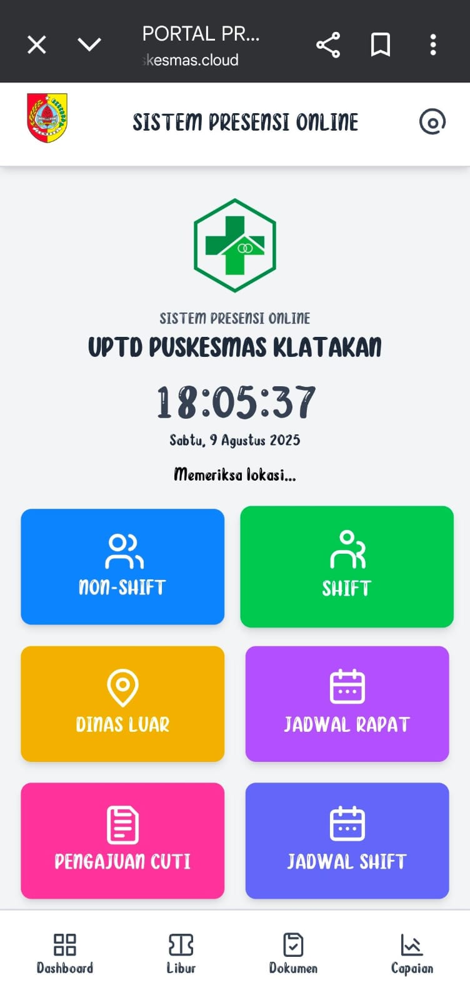 PORTAL PR...
kesmas.cloud
SISTEM PRESENSI ONLINE
SISTEM PRESENSI ONLINE
UPTD PUSKESMAS KLATAKAN
18:05:37
Sabtu, 9 Agustus 2025
Memeriksa lokasi...
NON-SHIFT
SHIFT
DINAS LUAR
JADWAL RAPAT
PENGAJUAN CUTI
JADWAL SHIFT
Dashboard
Libur
Dokumen
Capaian